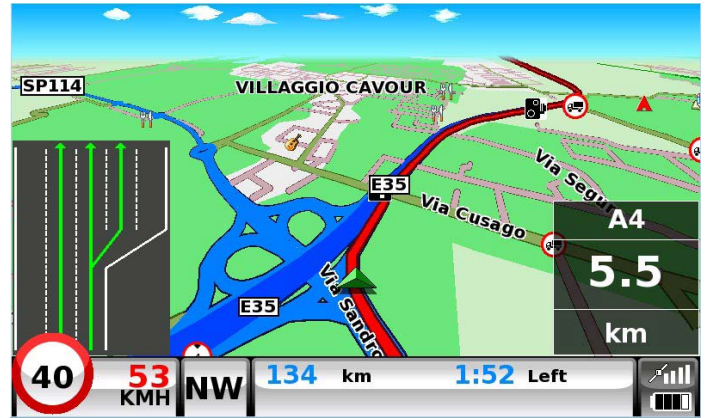 SP114
VILLAGGIO CAVOUR
E35
Via Segur
Via Cusago
A4
5.5
km
E35
Via Sandro
40
53
KMH
NW
134 km
1:52 Left